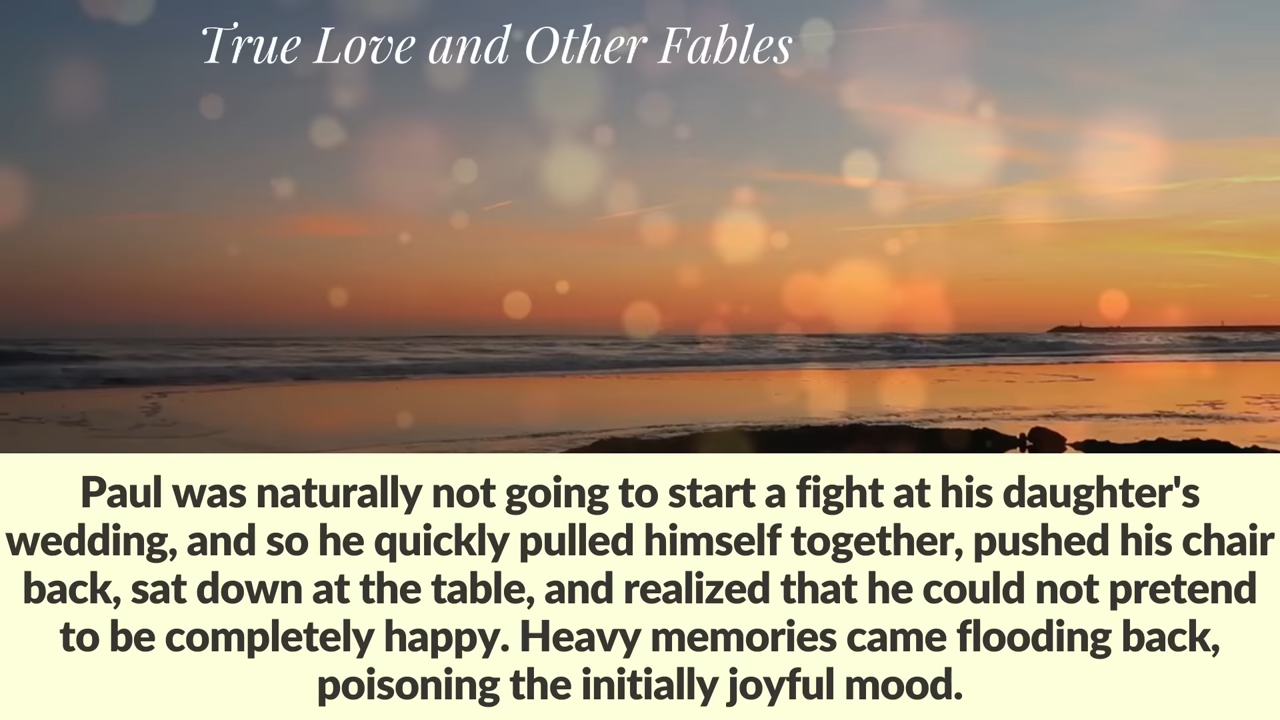 True Love and Other Fables
Paul was naturally not going to start a fight at his daughter's
wedding, and so he quickly pulled himself together, pushed his chair
back, sat down at the table, and realized that he could not pretend
to be completely happy. Heavy memories came flooding back,
poisoning the initially joyful mood.